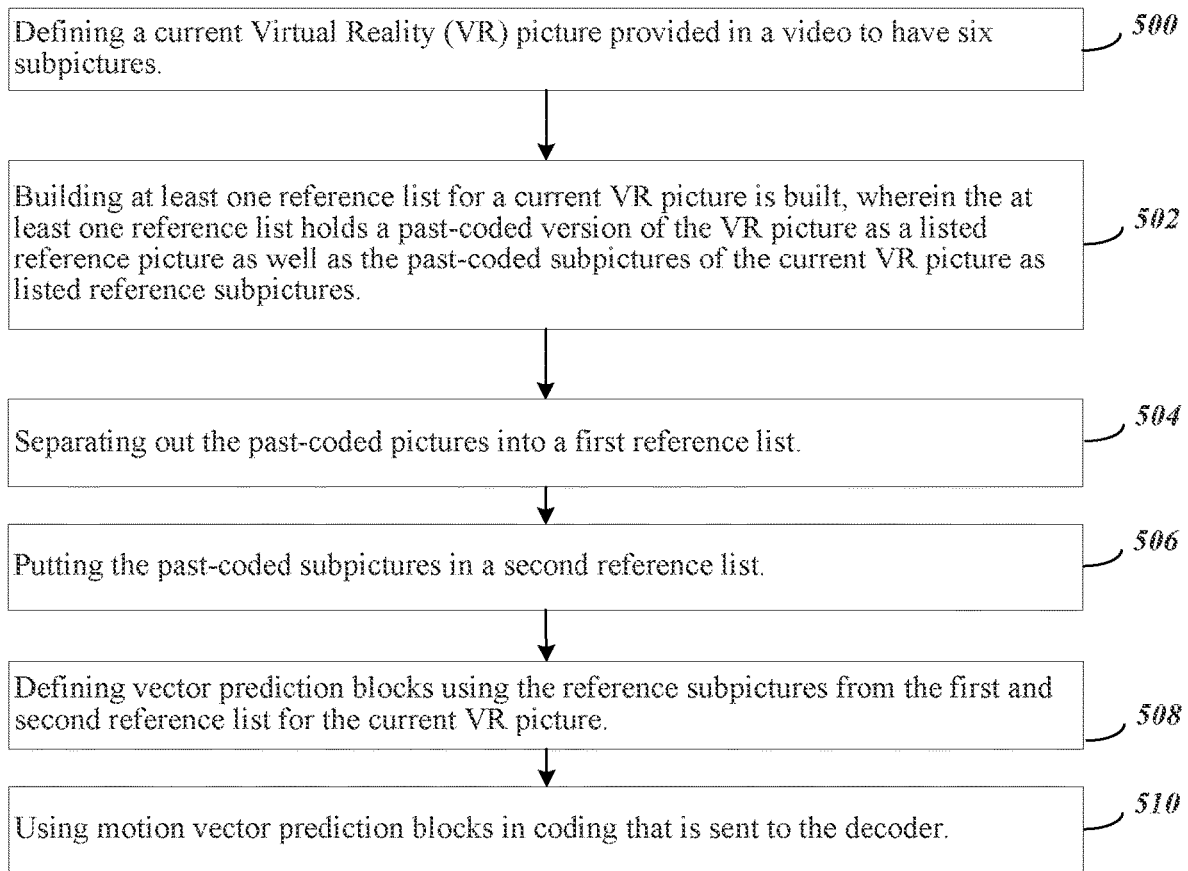 Defining a current Virtual Reality (VR) picture provided in a video to have six
subpictures.
500
Building at least one reference list for a current VR picture is built, wherein the at
least one reference list holds a past-coded version of the VR picture as a listed
reference picture as well as the past-coded subpictures of the current VR picture as
listed reference subpictures.
502
Separating out the past-coded pictures into a first reference list.
504
Putting the past-coded subpictures in a second reference list.
506
Defining vector prediction blocks using the reference subpictures from the first and
second reference list for the current VR picture.
508
Using motion vector prediction blocks in coding that is sent to the decoder.
510